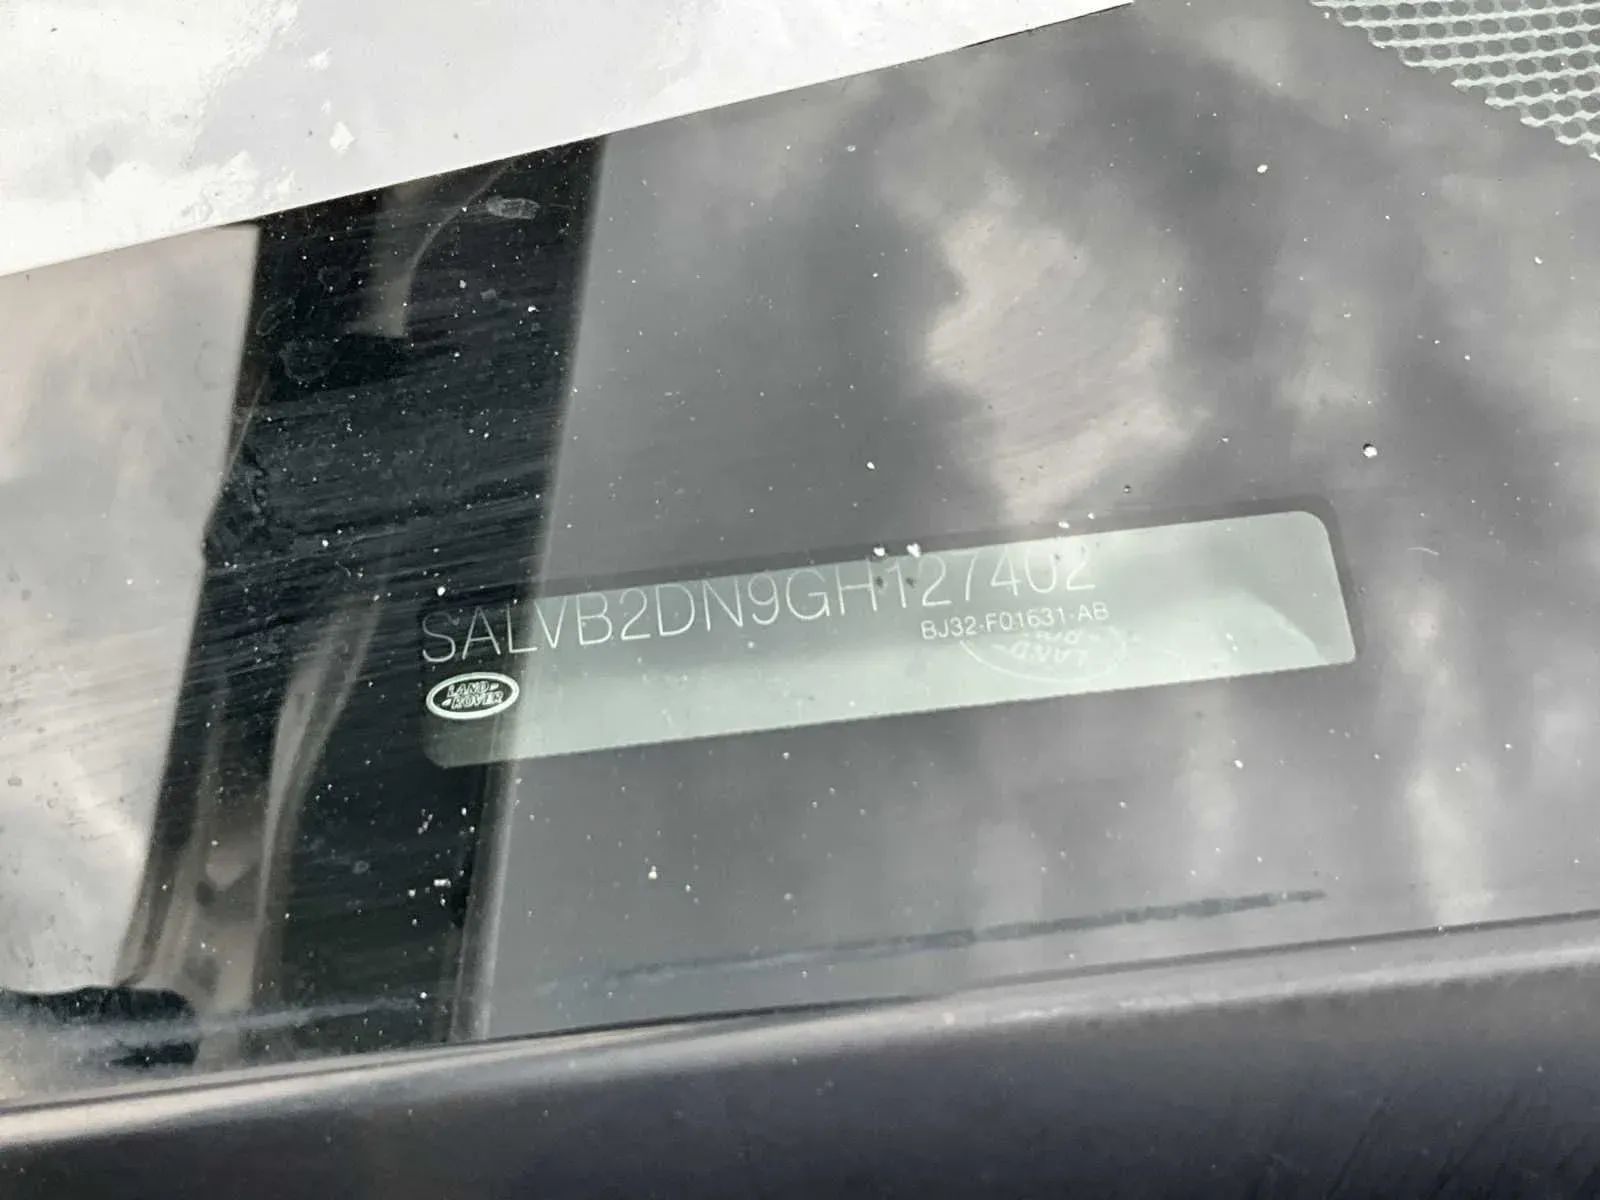 SALVB2DN9GH127402
BJ32-F01631-AB
LAND-
-ROVER